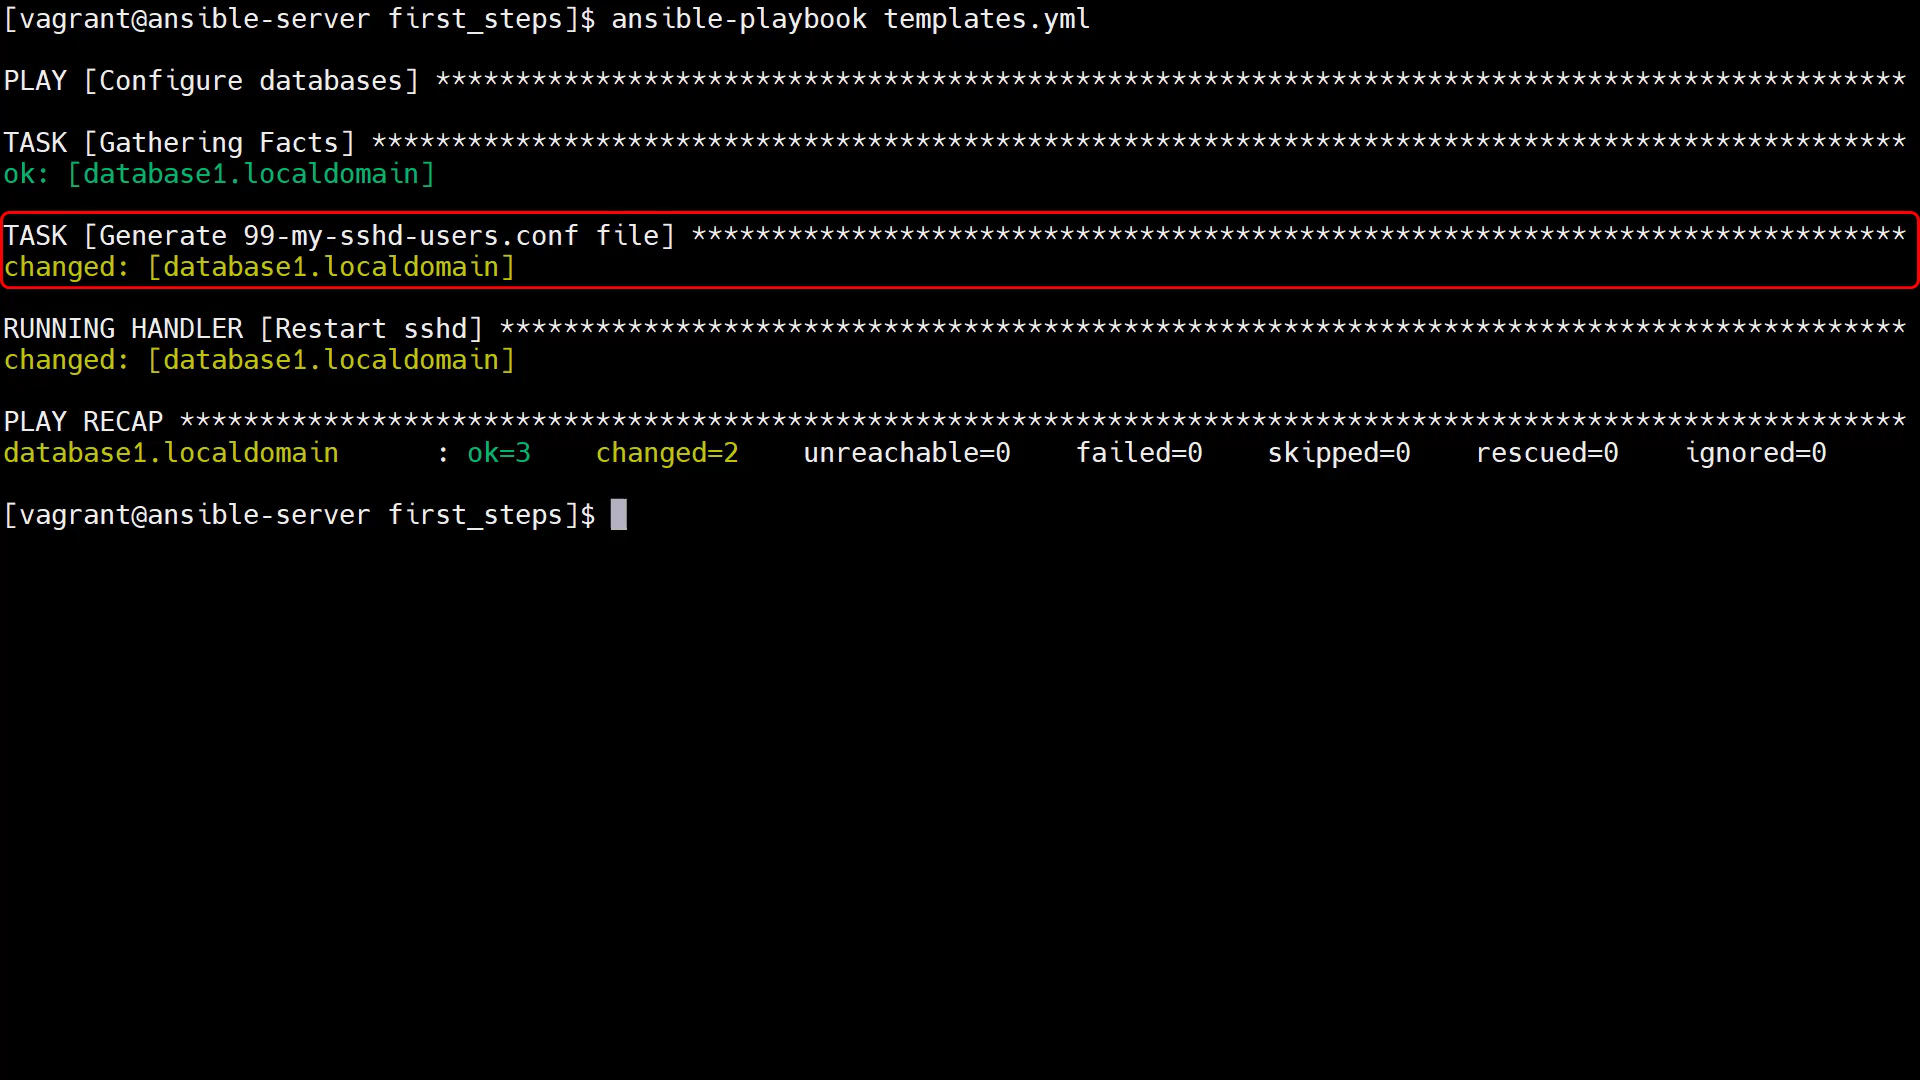 [vagrant@ansible-server first_steps]$ ansible-playbook templates.yml
PLAY [Configure databases] ********************************************************************************************
TASK [Gathering Facts] ************************************************************************************************
ok: [database1.localdomain]
TASK [Generate 99-my-sshd-users.conf file] ****************************************************************************
changed: [database1.localdomain]
RUNNING HANDLER [Restart sshd] ****************************************************************************************
changed: [database1.localdomain]
PLAY RECAP ************************************************************************************************************
database1.localdomain      : ok=3    changed=2    unreachable=0    failed=0    skipped=0    rescued=0    ignored=0
[vagrant@ansible-server first_steps]$